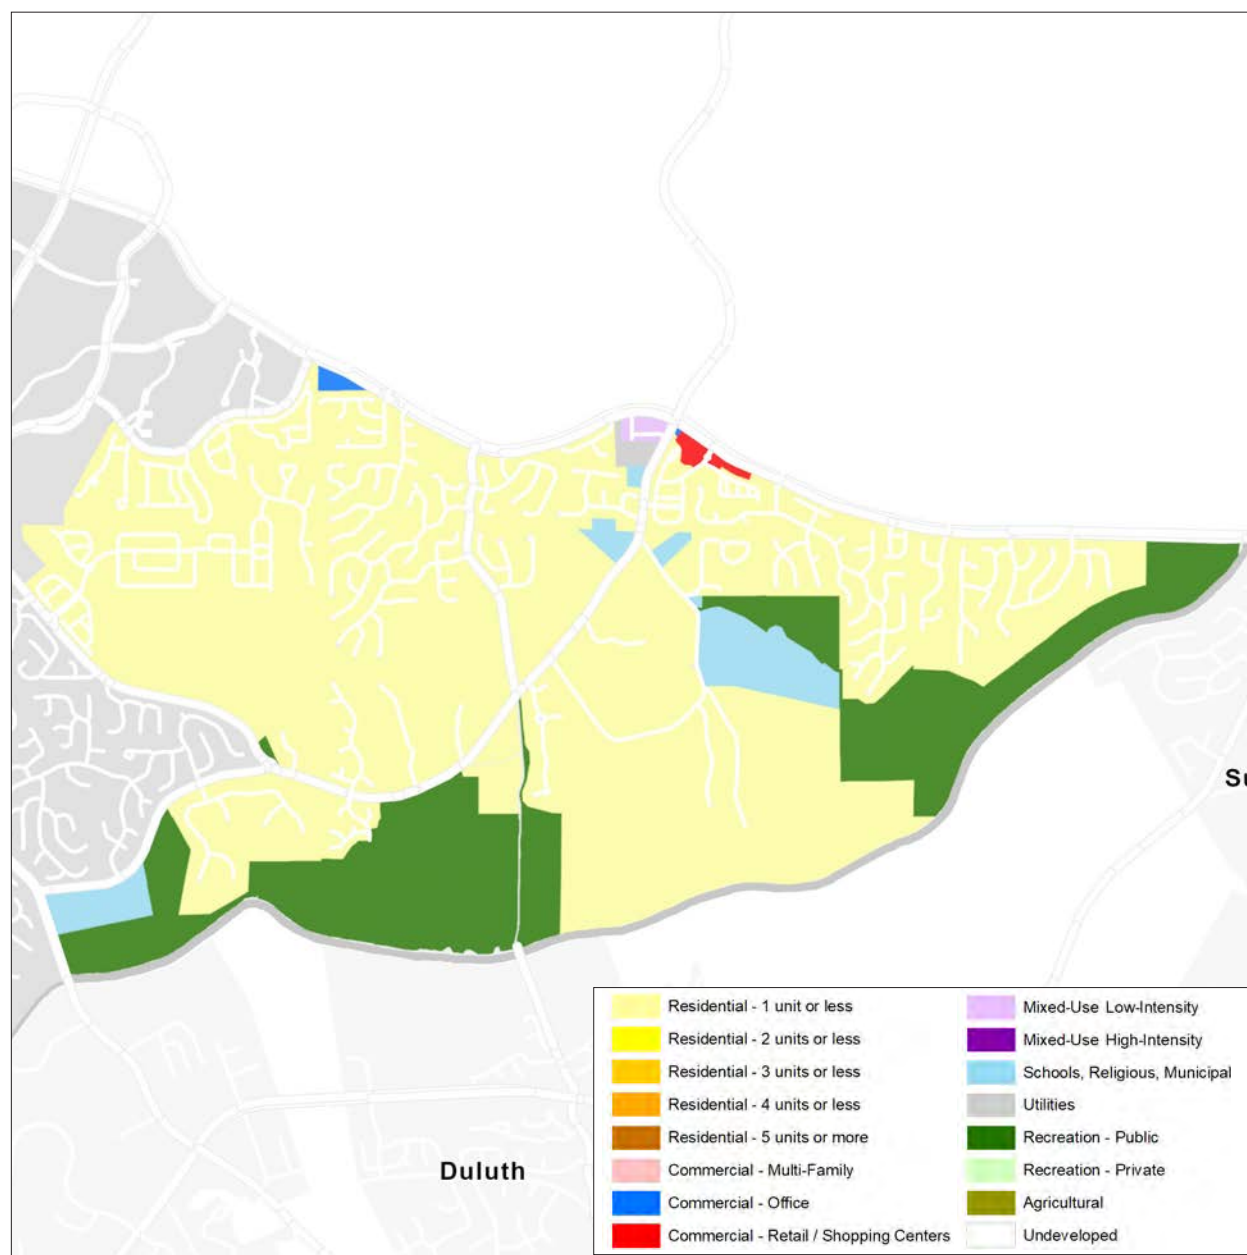 Su
Duluth
Residential - 1 unit or less
Residential - 2 units or less
Residential - 3 units or less
Residential - 4 units or less
Residential - 5 units or more
Commercial - Multi-Family
Commercial - Office
Commercial - Retail / Shopping Centers
Mixed-Use Low-Intensity
Mixed-Use High-Intensity
Schools, Religious, Municipal
Utilities
Recreation - Public
Recreation - Private
Agricultural
Undeveloped